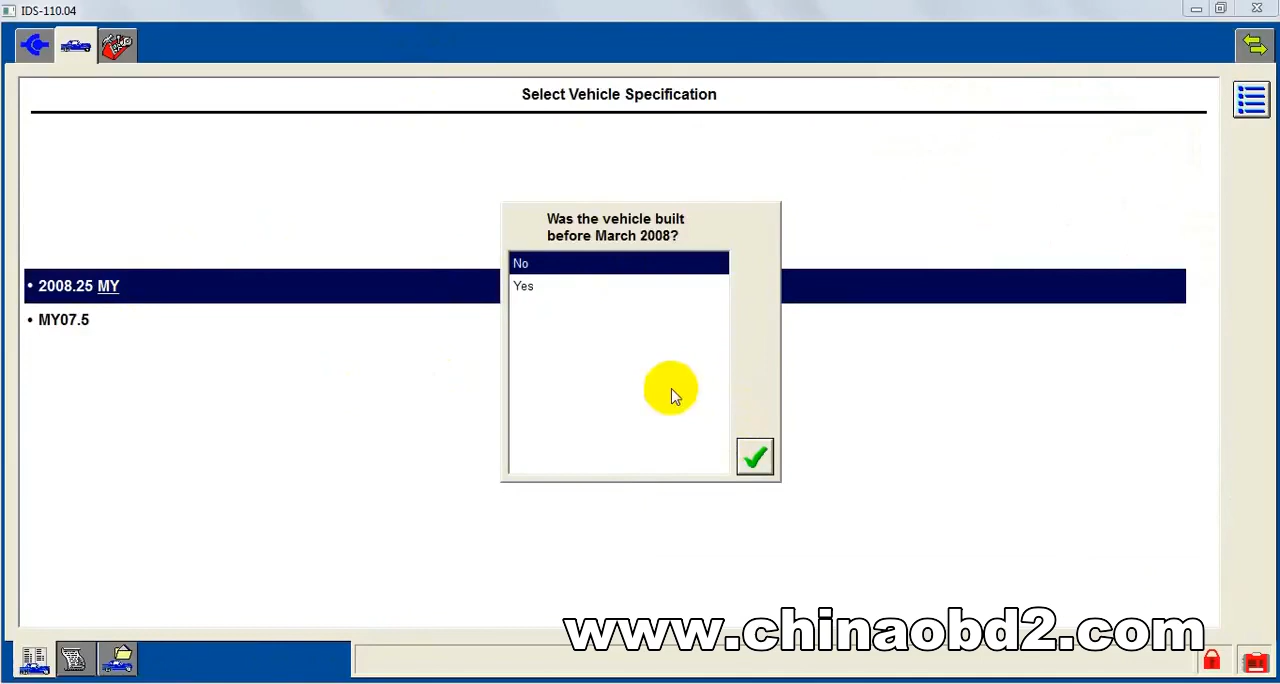 IDS-110.04
Select Vehicle Specification
Was the vehicle built
before March 2008?
No
Yes
• 2008.25 MY
• MY07.5
www.chinaobd2.com